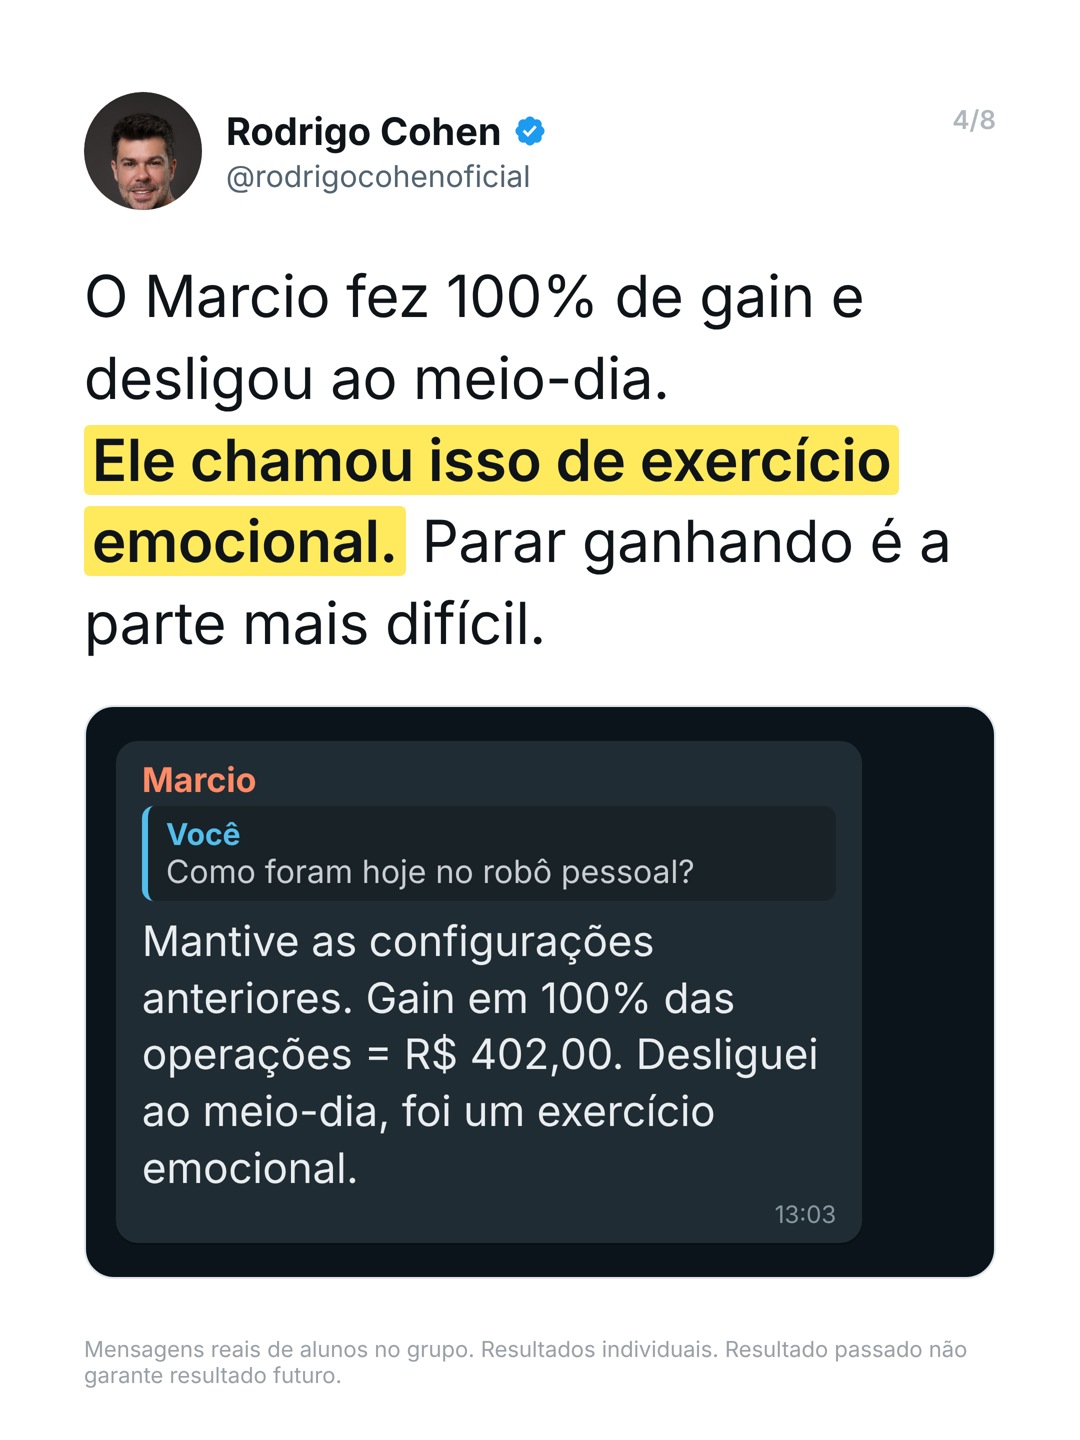 Rodrigo Cohen
@rodrigocohenoficial
4/8
O Marcio fez 100% de gain e
desligou ao meio-dia.
Ele chamou isso de exercício
emocional. Parar ganhando é a
parte mais difícil.
Marcio
Você
Como foram hoje no robô pessoal?
Mantive as configurações
anteriores. Gain em 100% das
operações = R$ 402,00. Desliguei
ao meio-dia, foi um exercício
emocional.
13:03
Mensagens reais de alunos no grupo. Resultados individuais. Resultado passado não
garante resultado futuro.